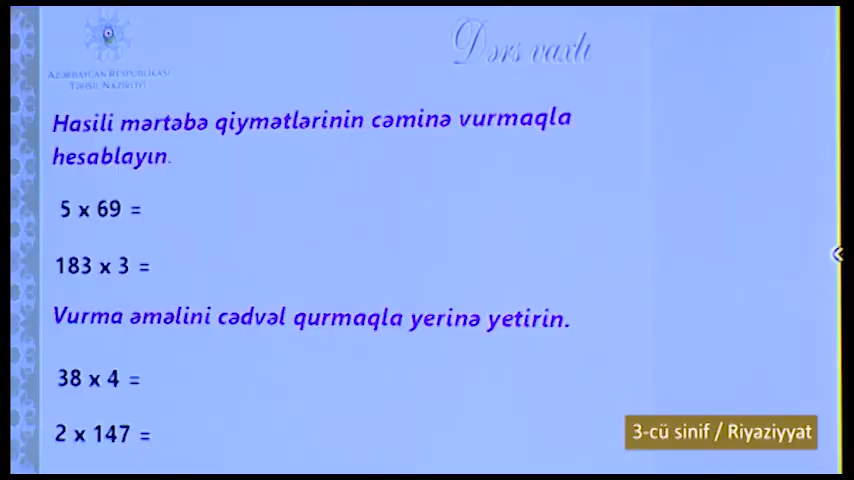 AZƏRBAYCAN RESPUBLİKASI
TƏHSİL NAZİRLİYİ
Dərs vaxtı
Hasili mərtəbə qiymətlərinin cəminə vurmaqla
hesablayın.
5 x 69 =
183 x 3 =
Vurma əməlini cədvəl qurmaqla yerinə yetirin.
38 x 4 =
2 x 147 =
3-cü sinif / Riyaziyyat